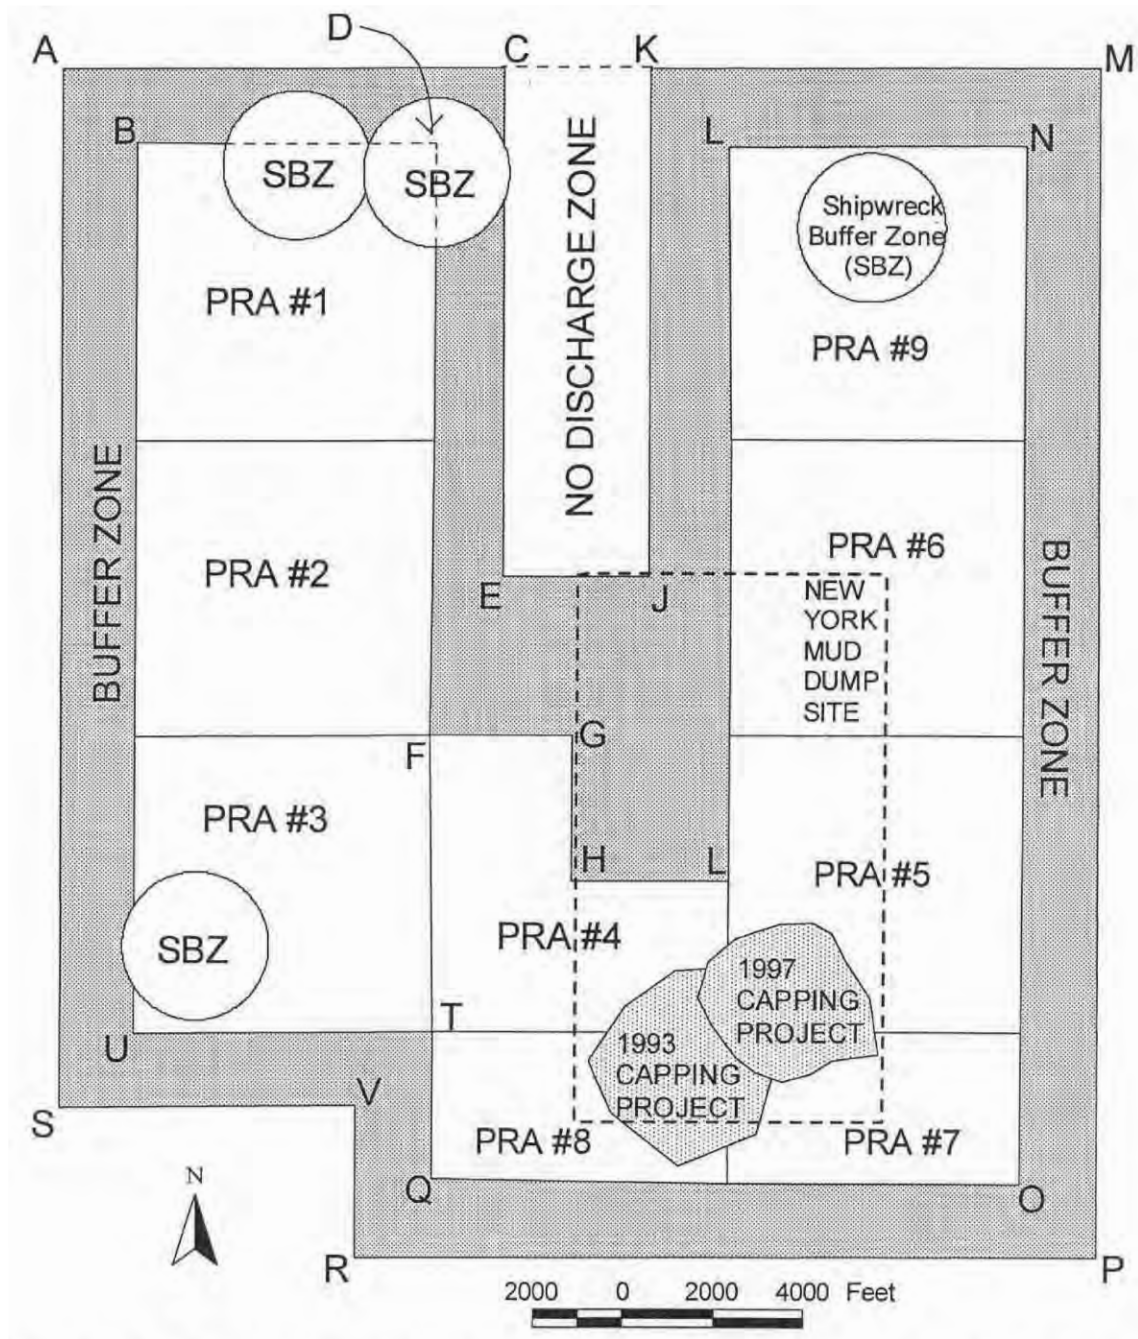 D
A
C
K
M
B
L
N
SBZ
SBZ
Shipwreck
Buffer Zone
(SBZ)
NO DISCHARGE ZONE
PRA #1
PRA #9
BUFFER ZONE
PRA #2
PRA #6
E
J
NEW
YORK
MUD
DUMP
SITE
BUFFER ZONE
F
G
PRA #3
H
L
PRA #5
SBZ
PRA #4
1997
CAPPING
PROJECT
T
U
1993
CAPPING
PROJECT
V
S
PRA #8
PRA #7
N
Q
O
R
P
2000 0 2000 4000 Feet